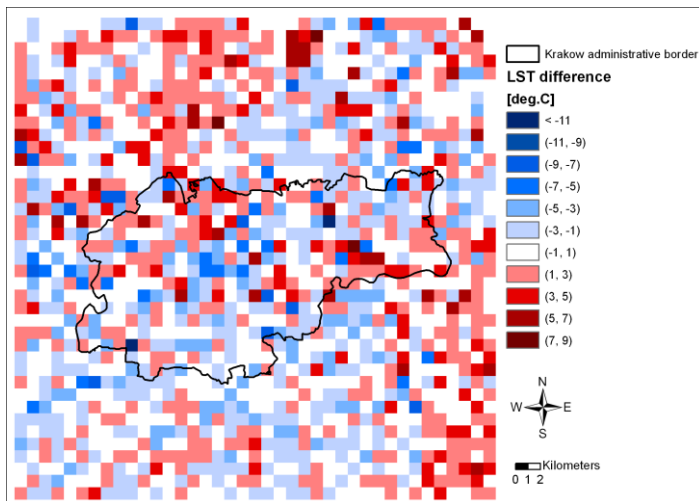 Krakow administrative border
LST difference
[deg.C]
< -11
(-11, -9)
(-9, -7)
(-7, -5)
(-5, -3)
(-3, -1)
(-1, 1)
(1, 3)
(3, 5)
(5, 7)
(7, 9)
N
W E
S
Kilometers
0 1 2